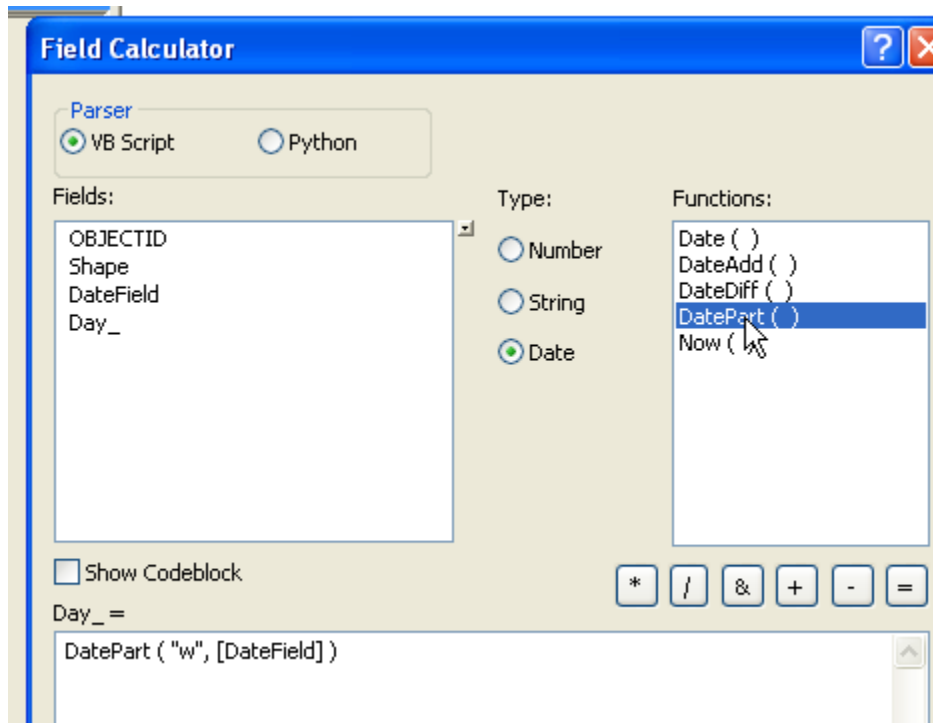 Field Calculator
Parser
VB Script
Python
Fields:
OBJECTID
Shape
DateField
Day_
Type:
Number
String
Date
Functions:
Date ( )
DateAdd ( )
DateDiff ( )
DatePart ( )
Now (
Show Codeblock
* / & + - =
Day_ =
DatePart ( "w", [DateField] )